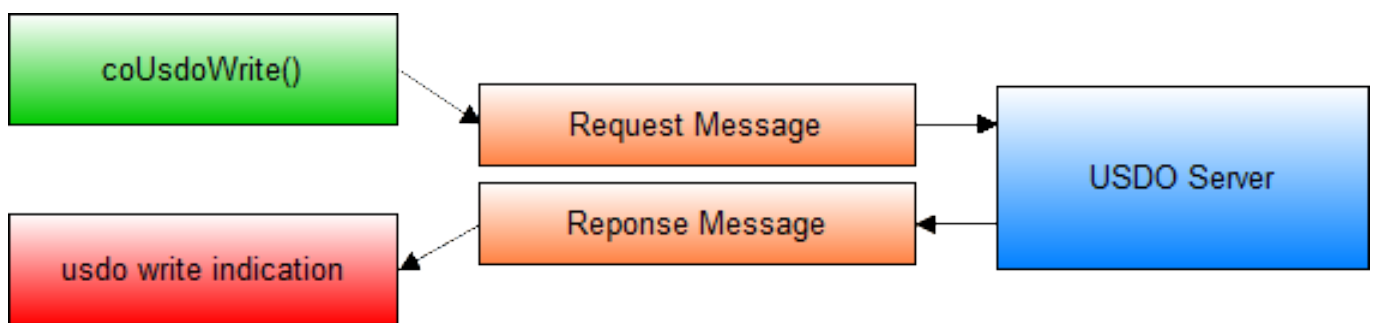 coUsdoWrite()
Request Message
USDO Server
Reponse Message
usdo write indication